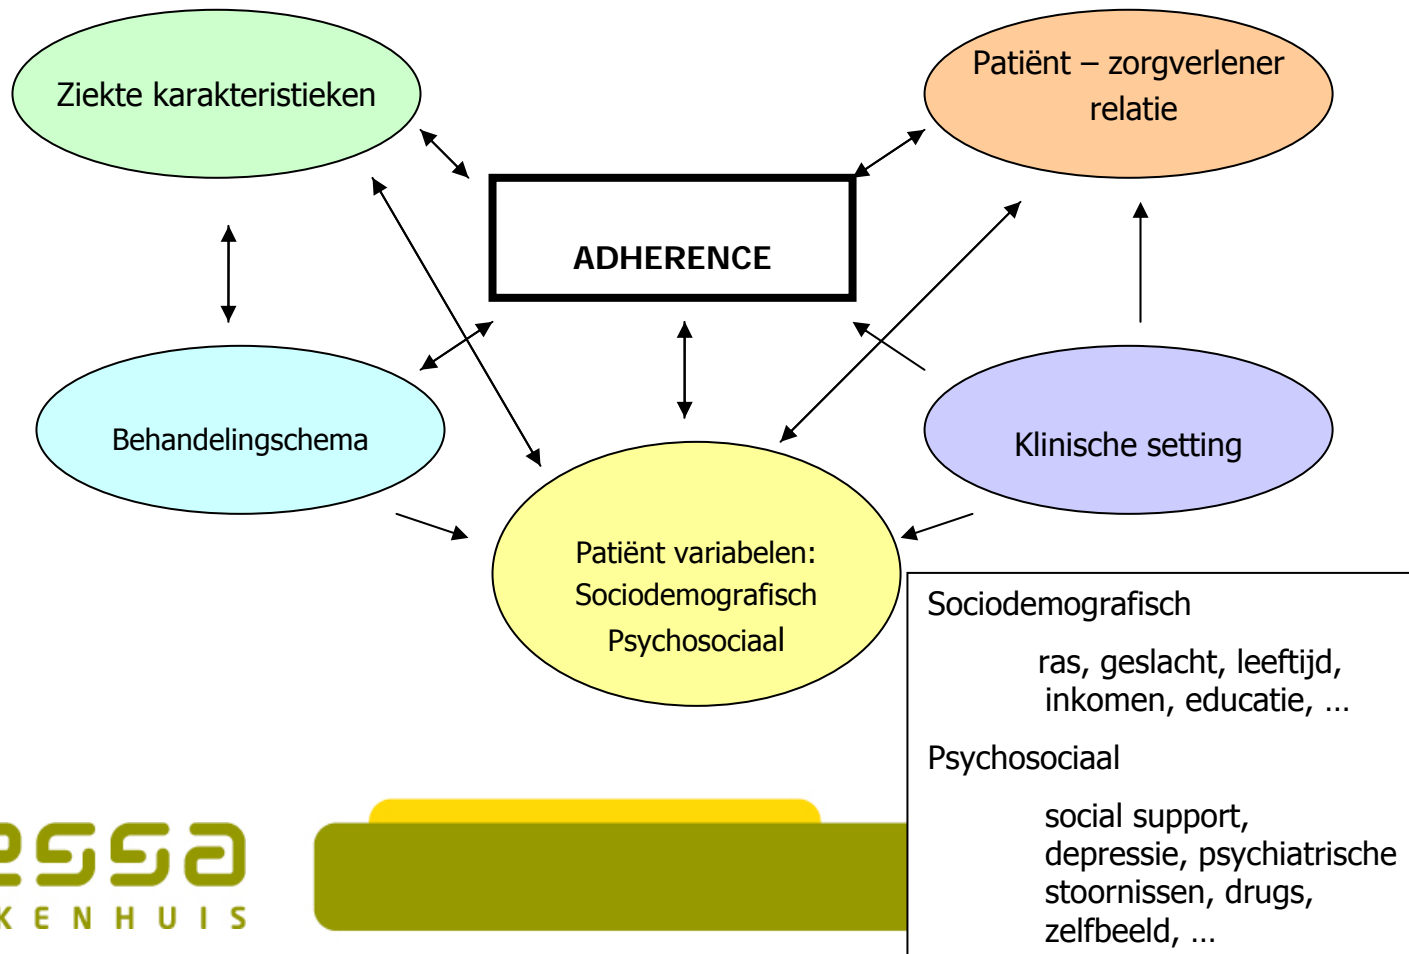 Ziekte karakteristieken
Patiënt – zorgverlener
relatie
ADHERENCE
Behandelingschema
Klinische setting
Patiënt variabelen:
Sociodemografisch
Psychosociaal
Sociodemografisch
ras, geslacht, leeftijd,
inkomen, educatie, ...
Psychosociaal
social support,
depressie, psychiatrische
stoornissen, drugs,
zelfbeeld, ...
essa
KENHUIS